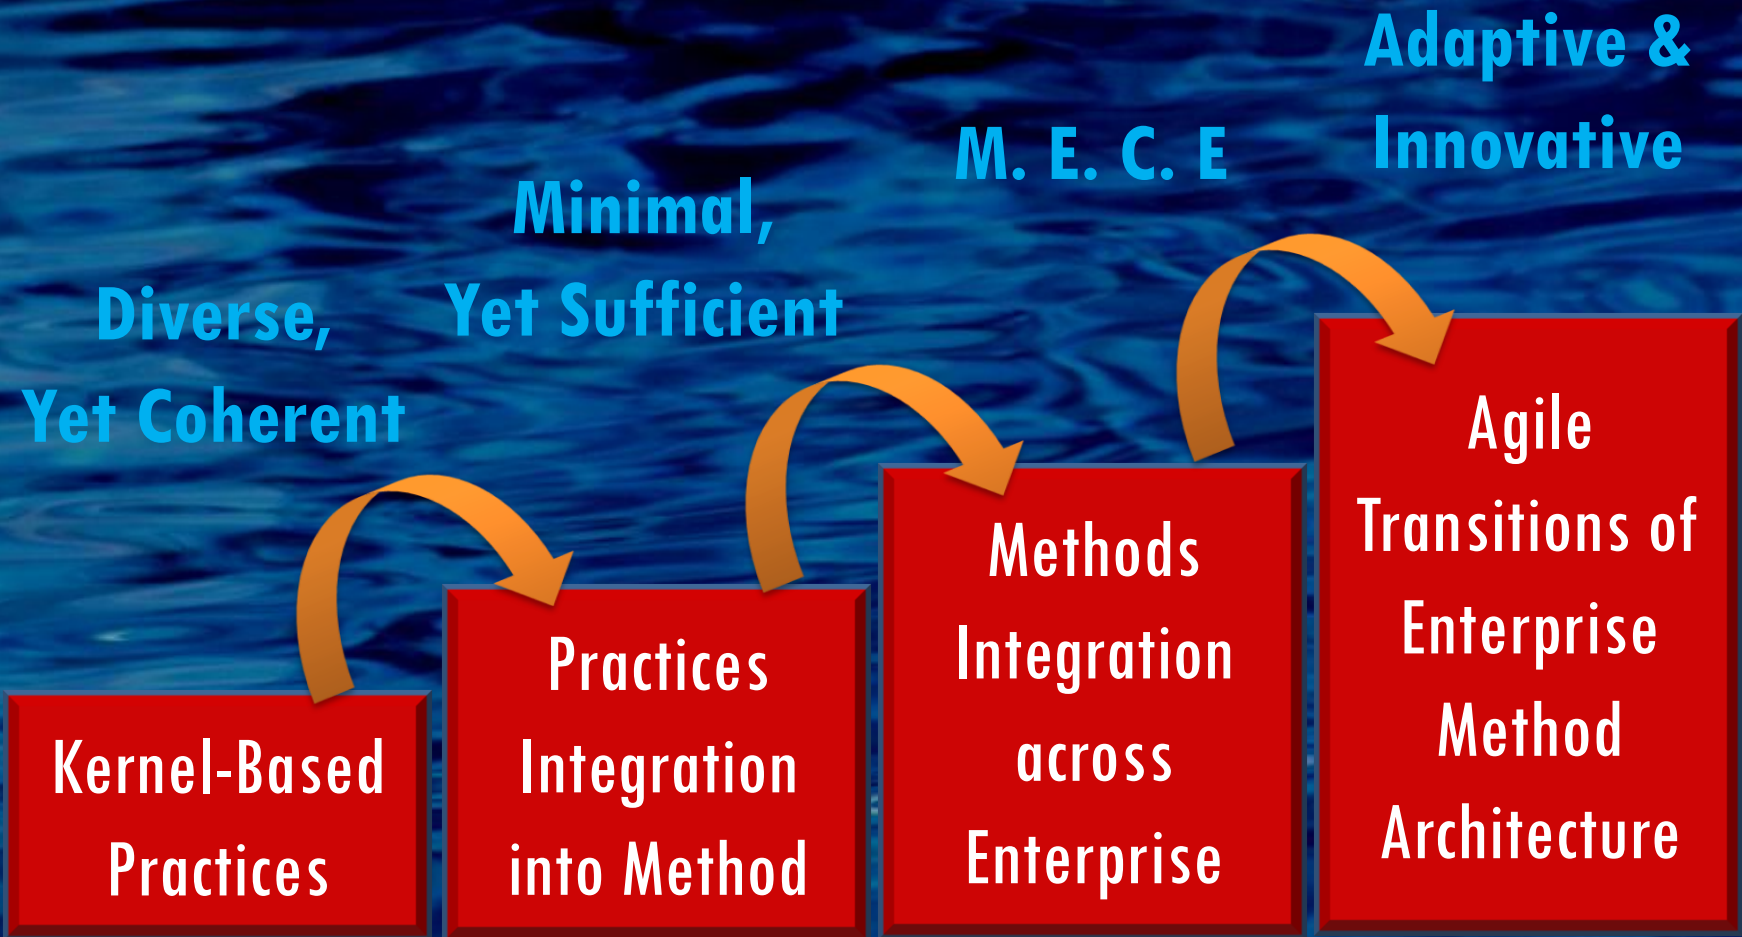 Diverse,
Yet Coherent
Kernel-Based
Practices
Minimal,
Yet Sufficient
Practices
Integration
into Method
M. E. C. E
Methods
Integration
across
Enterprise
Adaptive &
Innovative
Agile
Transitions of
Enterprise
Method
Architecture